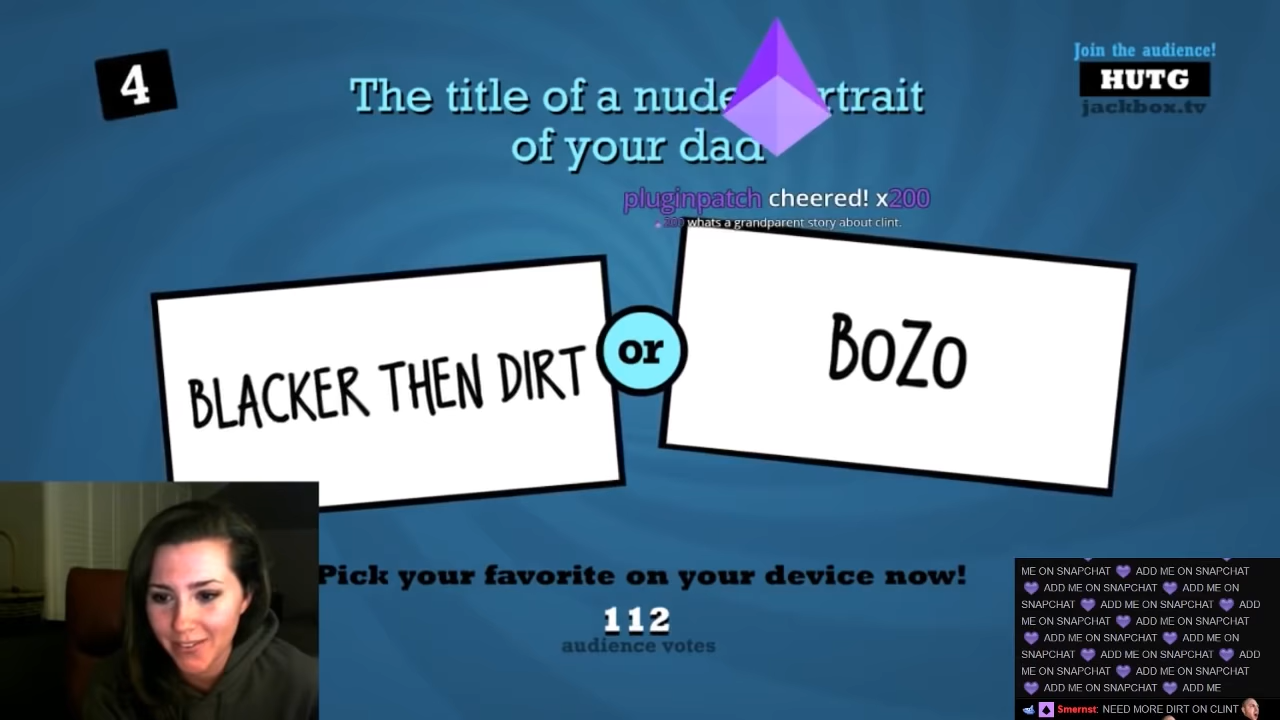 4
The title of a nude portrait
of your dad
Join the audience!
HUTG
jackbox.tv
pluginpatch cheered! x200
200 whats a grandparent story about clint.
BLACKER THEN DIRT
or
BOZO
Pick your favorite on your device now!
112
audience votes
ME ON SNAPCHAT 💜 ADD ME ON SNAPCHAT
💜 ADD ME ON SNAPCHAT 💜 ADD ME ON
SNAPCHAT 💜 ADD ME ON SNAPCHAT 💜 ADD
ME ON SNAPCHAT 💜 ADD ME ON SNAPCHAT
💜 ADD ME ON SNAPCHAT 💜 ADD ME ON
SNAPCHAT 💜 ADD ME ON SNAPCHAT 💜 ADD
ME ON SNAPCHAT 💜 ADD ME ON SNAPCHAT
💜 ADD ME ON SNAPCHAT 💜 ADD ME
Smernst: NEED MORE DIRT ON CLINT